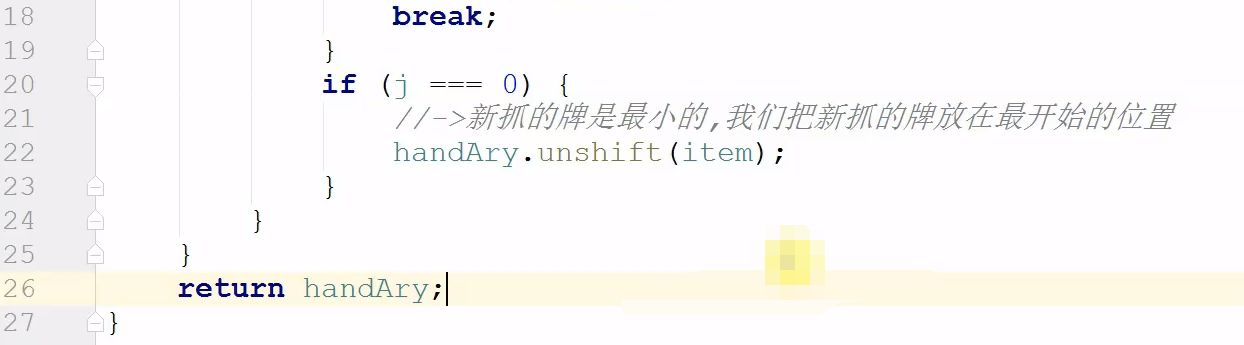 18 break;
19 }
20 if (j === 0) {
21 //->新抓的牌是最小的,我们把新抓的牌放在最开始的位置
22 handAry.unshift(item);
23 }
24 }
25 }
26 return handAry;
27 }